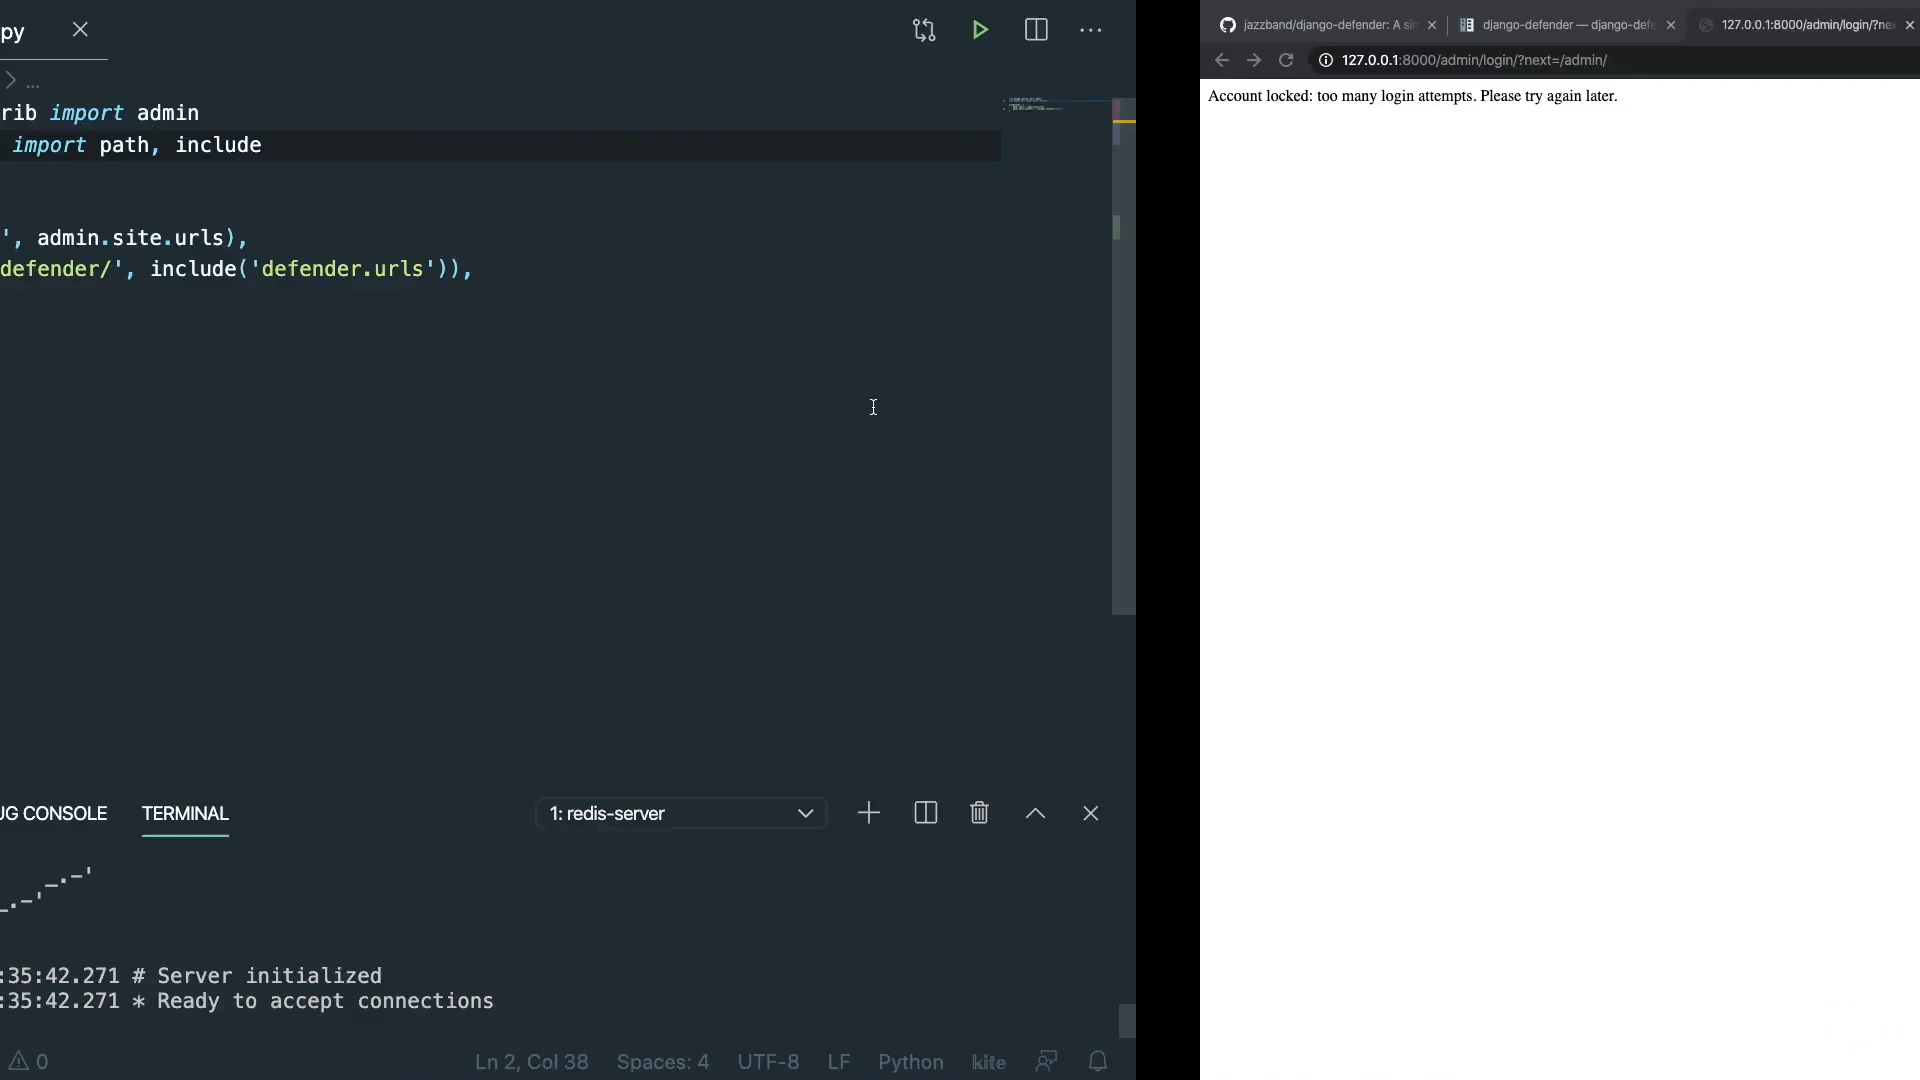 py
...
rib import admin
import path, include
', admin.site.urls),
defender/', include('defender.urls')),
UG CONSOLE
TERMINAL
1: redis-server
_.-'
_.-'
:35:42.271 # Server initialized
:35:42.271 * Ready to accept connections
0
Ln 2, Col 38
Spaces: 4
UTF-8
LF
Python
kite
jazzband/django-defender: A sim
django-defender — django-defe
127.0.0.1:8000/admin/login/?nex
127.0.0.1:8000/admin/login/?next=/admin/
Account locked: too many login attempts. Please try again later.